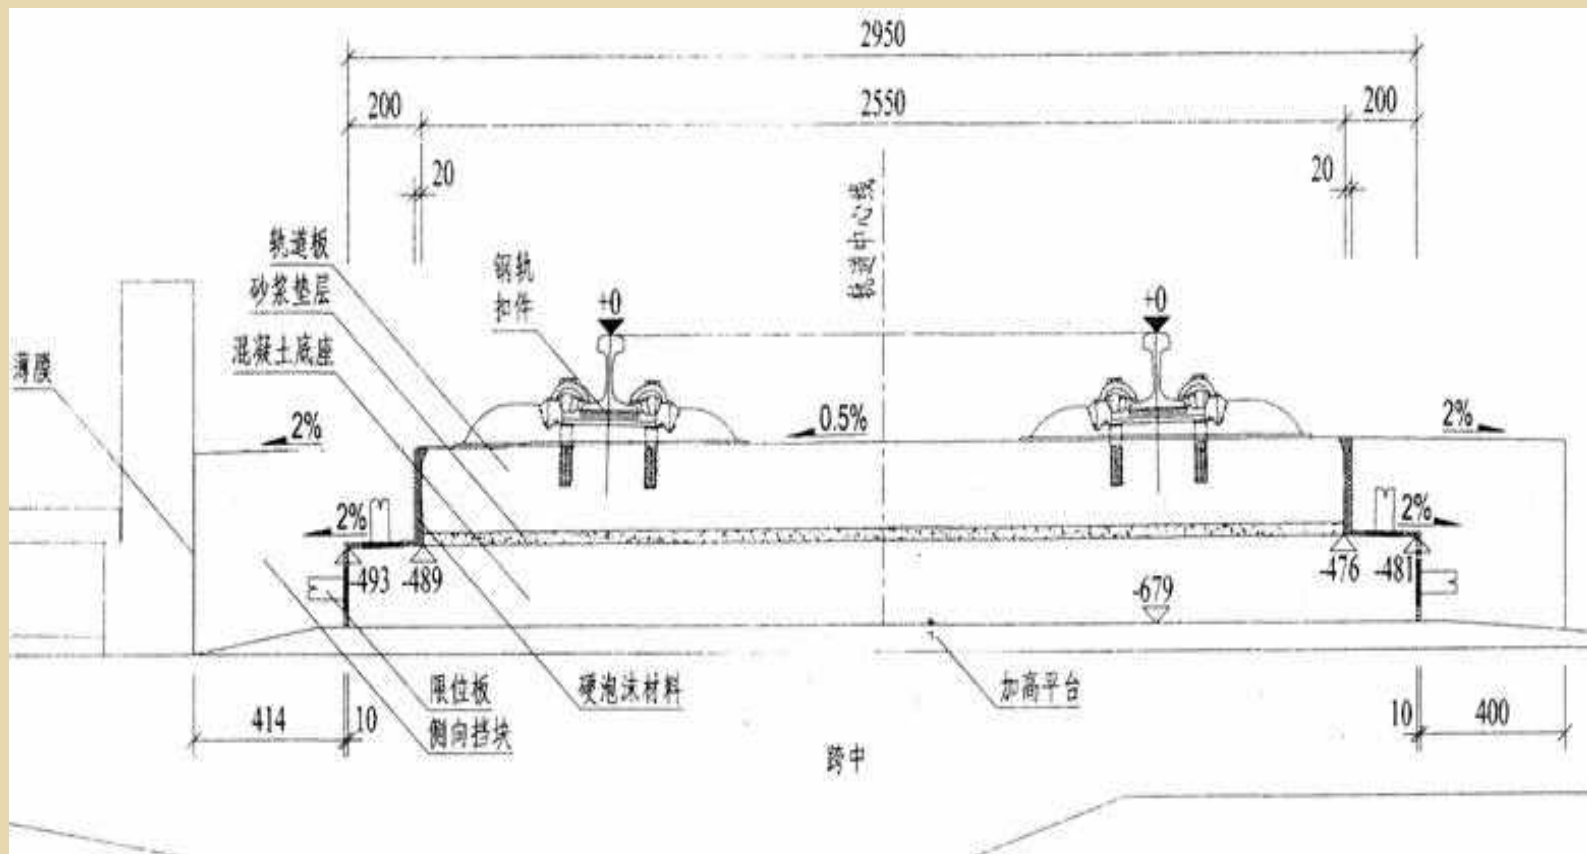 2950
200
2550
200
20
20
轨道中心线
轨道板
砂浆垫层
混凝土底座
薄膜
钢轨
扣件
+0
+0
2%
0.5%
2%
2%
2%
-493
-489
-476
-481
-679
限位板
侧向挡块
硬泡沫材料
加高平台
414
10
10
400
跨中